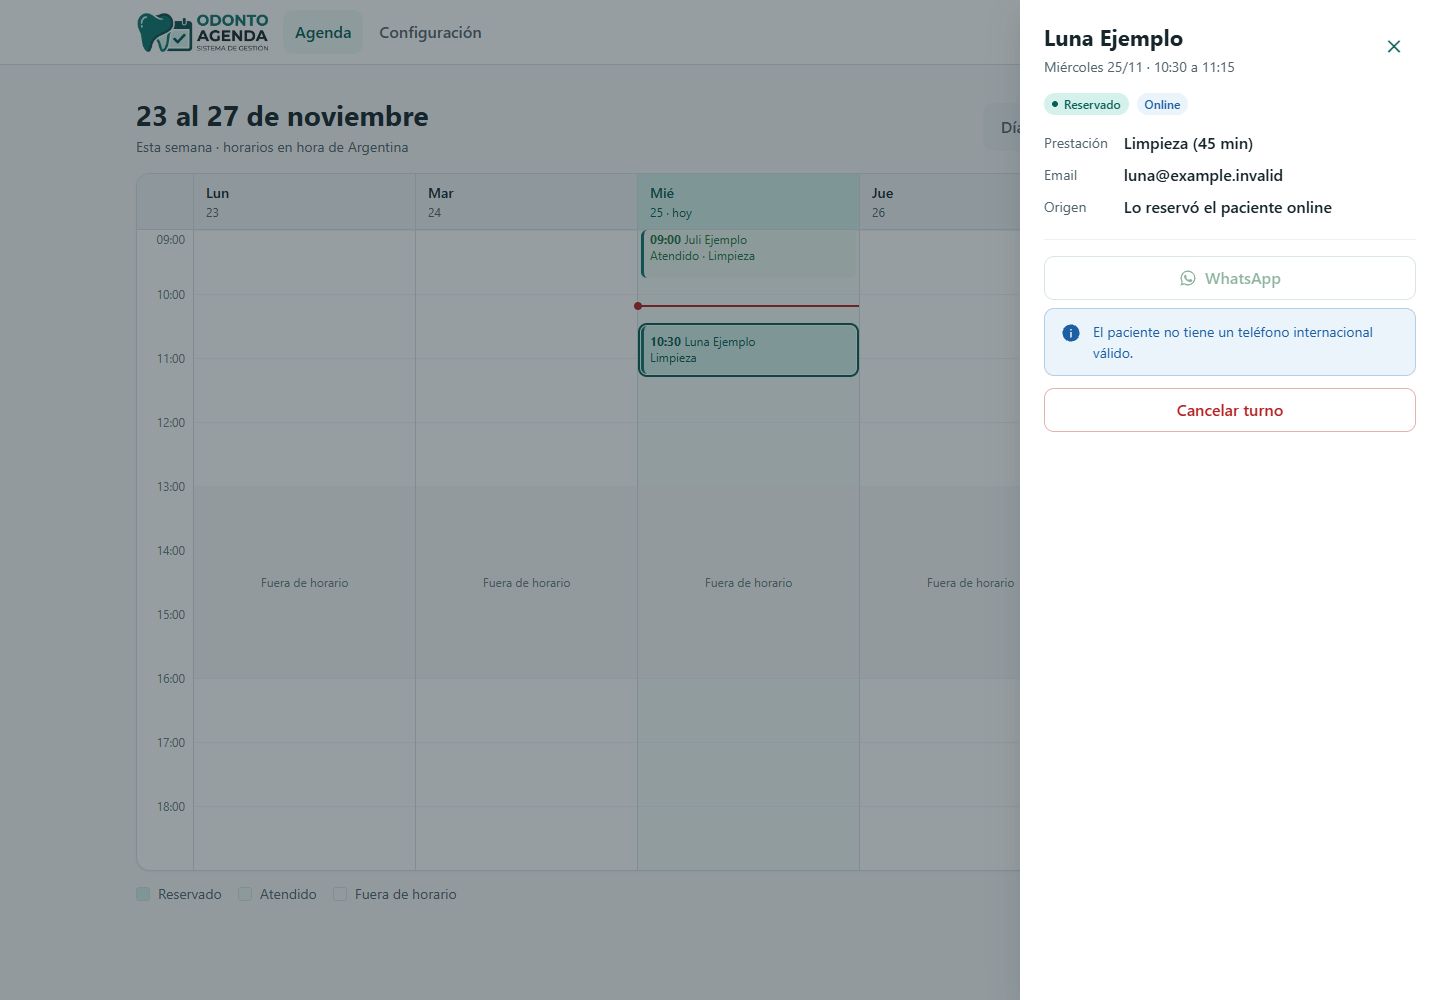 ODONTO
AGENDA
SISTEMA DE GESTIÓN
Agenda
Configuración
23 al 27 de noviembre
Esta semana · horarios en hora de Argentina
Día
Lun
23
Mar
24
Mié
25 · hoy
Jue
26
09:00
10:00
11:00
12:00
13:00
14:00
15:00
16:00
17:00
18:00
09:00 Juli Ejemplo
Atendido · Limpieza
10:30 Luna Ejemplo
Limpieza
Fuera de horario
Fuera de horario
Fuera de horario
Fuera de horario
Reservado
Atendido
Fuera de horario
Luna Ejemplo
Miércoles 25/11 · 10:30 a 11:15
Reservado
Online
Prestación Limpieza (45 min)
Email luna@example.invalid
Origen Lo reservó el paciente online
WhatsApp
El paciente no tiene un teléfono internacional
válido.
Cancelar turno